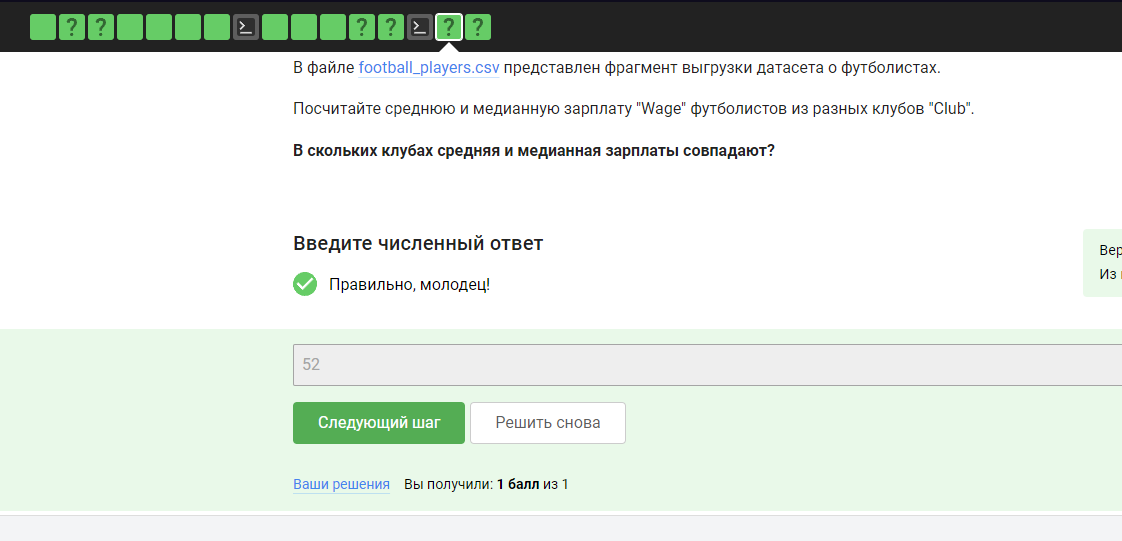 В файле football_players.csv представлен фрагмент выгрузки датасета о футболистах.
Посчитайте среднюю и медианную зарплату "Wage" футболистов из разных клубов "Club".
В скольких клубах средняя и медианная зарплаты совпадают?
Введите численный ответ
Правильно, молодец!
Вер
Из
52
Следующий шаг
Решить снова
Ваши решения Вы получили: 1 балл из 1